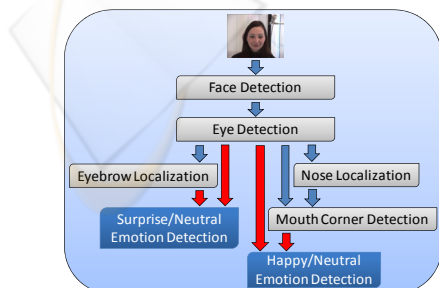 Face Detection
Eye Detection
Eyebrow Localization
Nose Localization
Surprise/Neutral
Emotion Detection
Mouth Corner Detection
Happy/Neutral
Emotion Detection